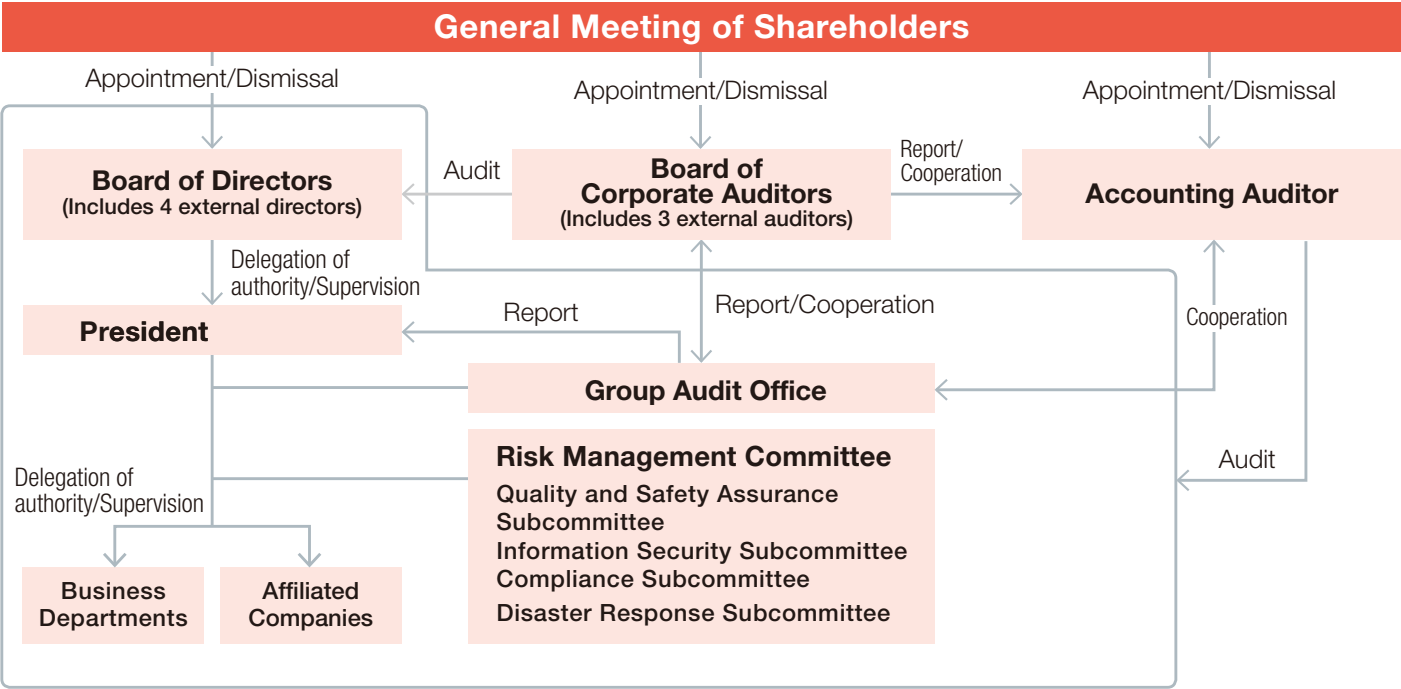 General Meeting of Shareholders
Appointment/Dismissal
Appointment/Dismissal
Appointment/Dismissal
Board of Directors
(Includes 4 external directors)
Audit
Board of
Corporate Auditors
(Includes 3 external auditors)
Report/
Cooperation
Accounting Auditor
Delegation of
authority/Supervision
President
Report
Report/Cooperation
Cooperation
Group Audit Office
Risk Management Committee
Quality and Safety Assurance
Subcommittee
Information Security Subcommittee
Compliance Subcommittee
Disaster Response Subcommittee
Audit
Delegation of
authority/Supervision
Business
Departments
Affiliated
Companies